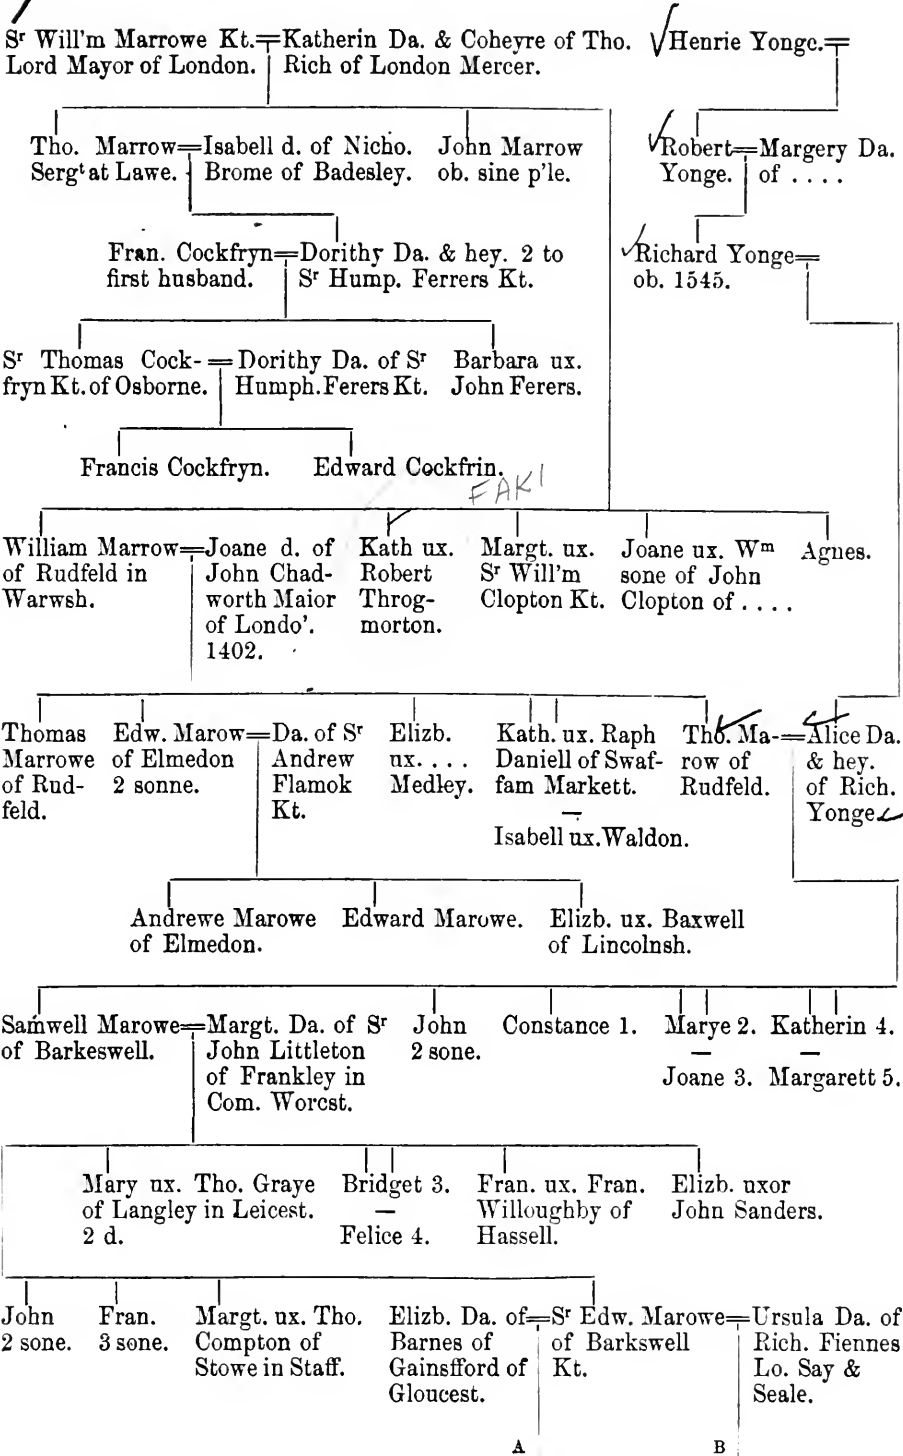 Sʳ Will'm Marrowe Kt.=Katherin Da. & Coheyre of Tho.
Lord Mayor of London. Rich of London Mercer.
Henrie Yonge.=
Tho. Marrow=Isabell d. of Nicho.
Sergᵗ at Lawe. Brome of Badesley.
John Marrow
ob. sine p'le.
Robert=Margery Da.
Yonge. of . . . .
Fran. Cockfryn=Dorithy Da. & hey. 2 to
first husband. Sʳ Hump. Ferrers Kt.
Richard Yonge=
ob. 1545.
Sʳ Thomas Cock-=Dorithy Da. of Sʳ
fryn Kt. of Osborne. Humph. Ferers Kt.
Barbara ux.
John Ferers.
Francis Cockfryn. Edward Cockfrin.
FAKI
William Marrow=Joane d. of
of Rudfeld in John Chad-
Warwsh. worth Maior
of Londo'.
1402.
Kath ux.
Robert
Throg-
morton.
Margt. ux.
Sʳ Will'm
Clopton Kt.
Joane ux. Wᵐ
sone of John
Clopton of . . . .
Agnes.
Thomas
Marrowe
of Rud-
feld.
Edw. Marow=Da. of Sʳ
of Elmedon Andrew
2 sonne. Flamok
Kt.
Elizb.
ux. . . .
Medley.
Kath. ux. Raph
Daniell of Swaf-
fam Markett.
—
Isabell ux. Waldon.
Tho. Ma-=Alice Da.
row of & hey.
Rudfeld. of Rich.
Yonge
Andrewe Marowe
of Elmedon.
Edward Marowe.
Elizb. ux. Baxwell
of Lincolnsh.
Samwell Marowe=Margt. Da. of Sʳ
of Barkeswell. John Littleton
of Frankley in
Com. Worcst.
John
2 sone.
Constance 1.
Marye 2.
—
Joane 3.
Katherin 4.
—
Margarett 5.
Mary ux. Tho. Graye
of Langley in Leicest.
2 d.
Bridget 3.
—
Felice 4.
Fran. ux. Fran.
Willoughby of
Hassell.
Elizb. uxor
John Sanders.
John
2 sone.
Fran.
3 sone.
Margt. ux. Tho.
Compton of
Stowe in Staff.
Elizb. Da. of=Sʳ Edw. Marowe=Ursula Da. of
Barnes of of Barkswell Rich. Fiennes
Gainsfford of Kt. Lo. Say &
Gloucest. Seale.
A B